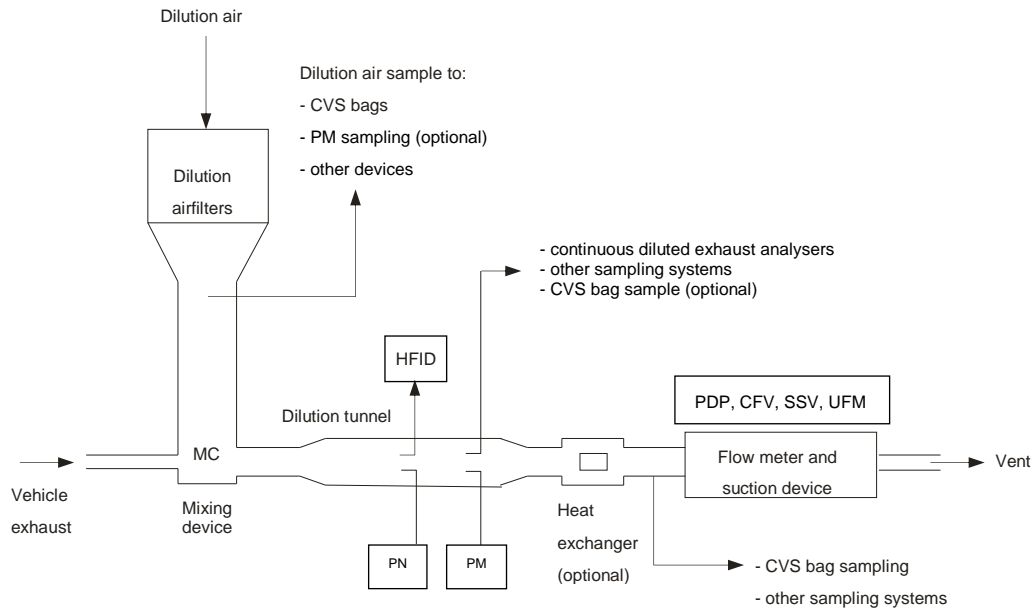 Dilution air
Dilution air sample to:
- CVS bags
- PM sampling (optional)
- other devices
Dilution
airfilters
- continuous diluted exhaust analysers
- other sampling systems
- CVS bag sample (optional)
HFID
PDP, CFV, SSV, UFM
Dilution tunnel
MC
Flow meter and
suction device
Vent
Vehicle
exhaust
Mixing
device
Heat
exchanger
(optional)
PN
PM
- CVS bag sampling
- other sampling systems